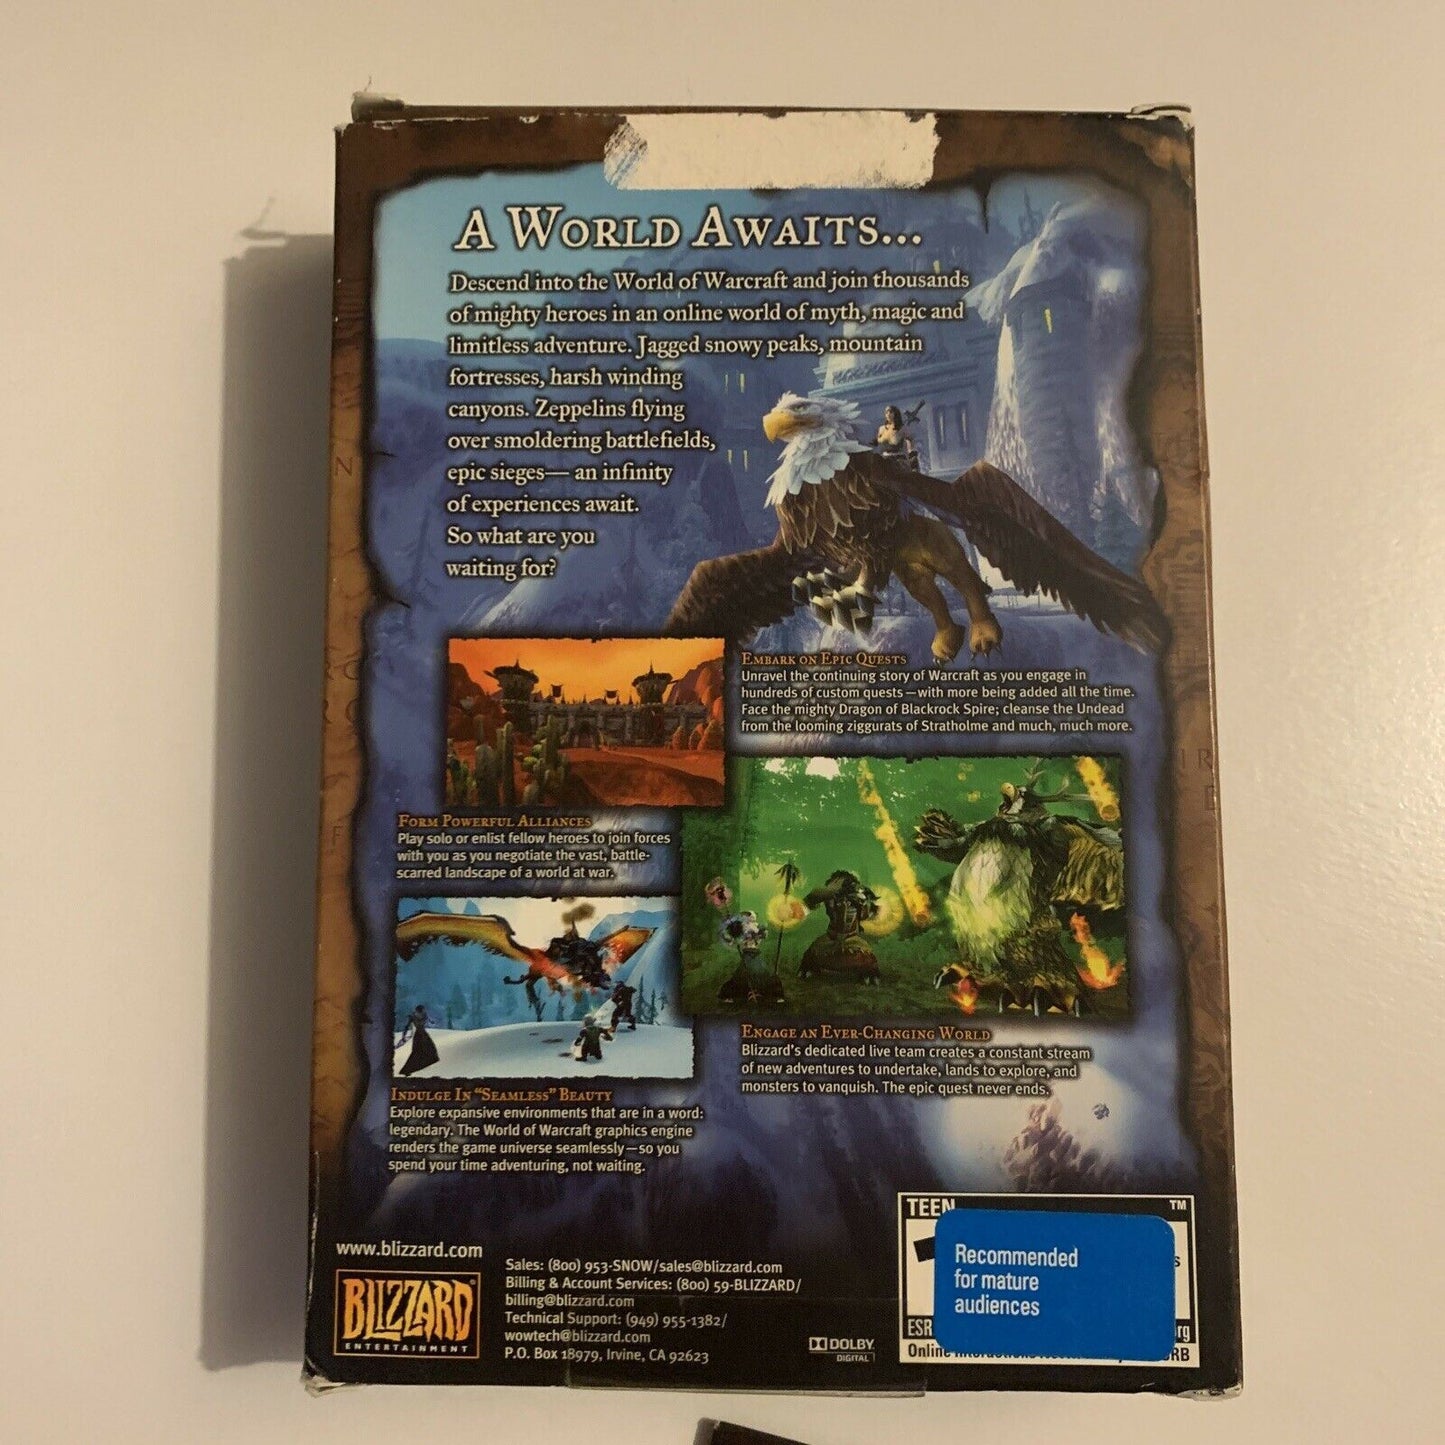 A World Awaits...
Descend into the World of Warcraft and join thousands
of mighty heroes in an online world of myth, magic and
limitless adventure. Jagged snowy peaks, mountain
fortresses, harsh winding
canyons. Zeppelins flying
over smoldering battlefields,
epic sieges— an infinity
of experiences await.
So what are you
waiting for?
Embark on Epic Quests
Unravel the continuing story of Warcraft as you engage in
hundreds of custom quests—with more being added all the time.
Face the mighty Dragon of Blackrock Spire; cleanse the Undead
from the looming ziggurats of Stratholme and much, much more.
Form Powerful Alliances
Play solo or enlist fellow heroes to join forces
with you as you negotiate the vast, battle-
scarred landscape of a world at war.
Engage an Ever-Changing World
Blizzard's dedicated live team creates a constant stream
of new adventures to undertake, lands to explore, and
monsters to vanquish. The epic quest never ends.
Indulge In "Seamless" Beauty
Explore expansive environments that are in a word:
legendary. The World of Warcraft graphics engine
renders the game universe seamlessly—so you
spend your time adventuring, not waiting.
www.blizzard.com
BLIZZARD®
ENTERTAINMENT
Sales: (800) 953-SNOW/sales@blizzard.com
Billing & Account Services: (800) 59-BLIZZARD/
billing@blizzard.com
Technical Support: (949) 955-1382/
wowtech@blizzard.com
P.O. Box 18979, Irvine, CA 92623
DOLBY
DIGITAL
TEEN ™
Recommended
for mature
audiences
Online